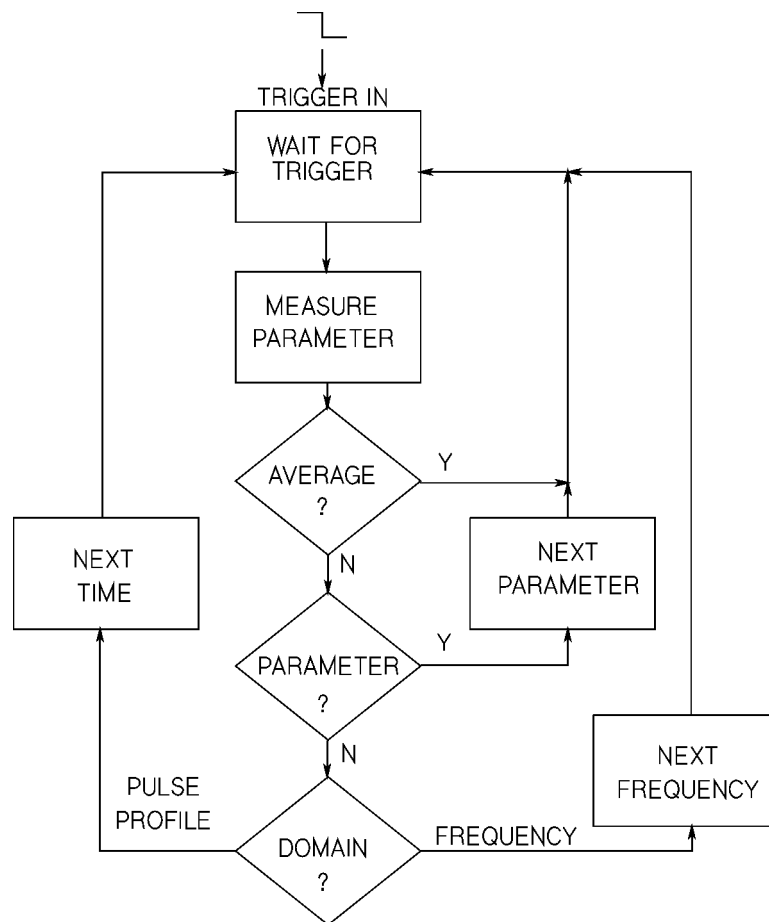 TRIGGER IN
WAIT FOR
TRIGGER
MEASURE
PARAMETER
AVERAGE
?
Y
N
NEXT
TIME
NEXT
PARAMETER
PARAMETER
?
Y
N
PULSE
PROFILE
DOMAIN
?
FREQUENCY
NEXT
FREQUENCY